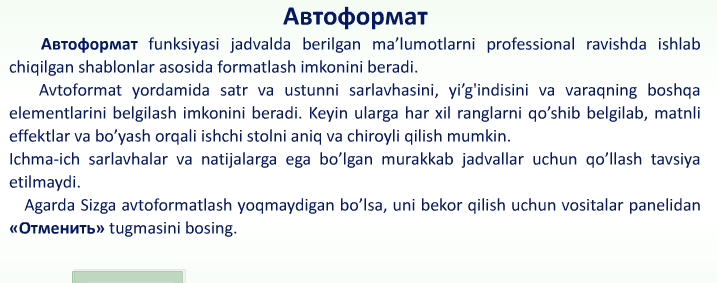 Автоформат
Автоформат funksiyasi jadvalda berilgan ma’lumotlarni professional ravishda ishlab
chiqilgan shablonlar asosida formatlash imkonini beradi.
Avtoformat yordamida satr va ustunni sarlavhasini, yi’g'indisini va varaqning boshqa
elementlarini belgilash imkonini beradi. Keyin ularga har xil ranglarni qo’shib belgilab, matnli
effektlar va bo’yash orqali ishchi stolni aniq va chiroyli qilish mumkin.
Ichma-ich sarlavhalar va natijalarga ega bo’lgan murakkab jadvallar uchun qo’llash tavsiya
etilmaydi.
Agarda Sizga avtoformatlash yoqmaydigan bo’lsa, uni bekor qilish uchun vositalar panelidan
«Отменить» tugmasini bosing.